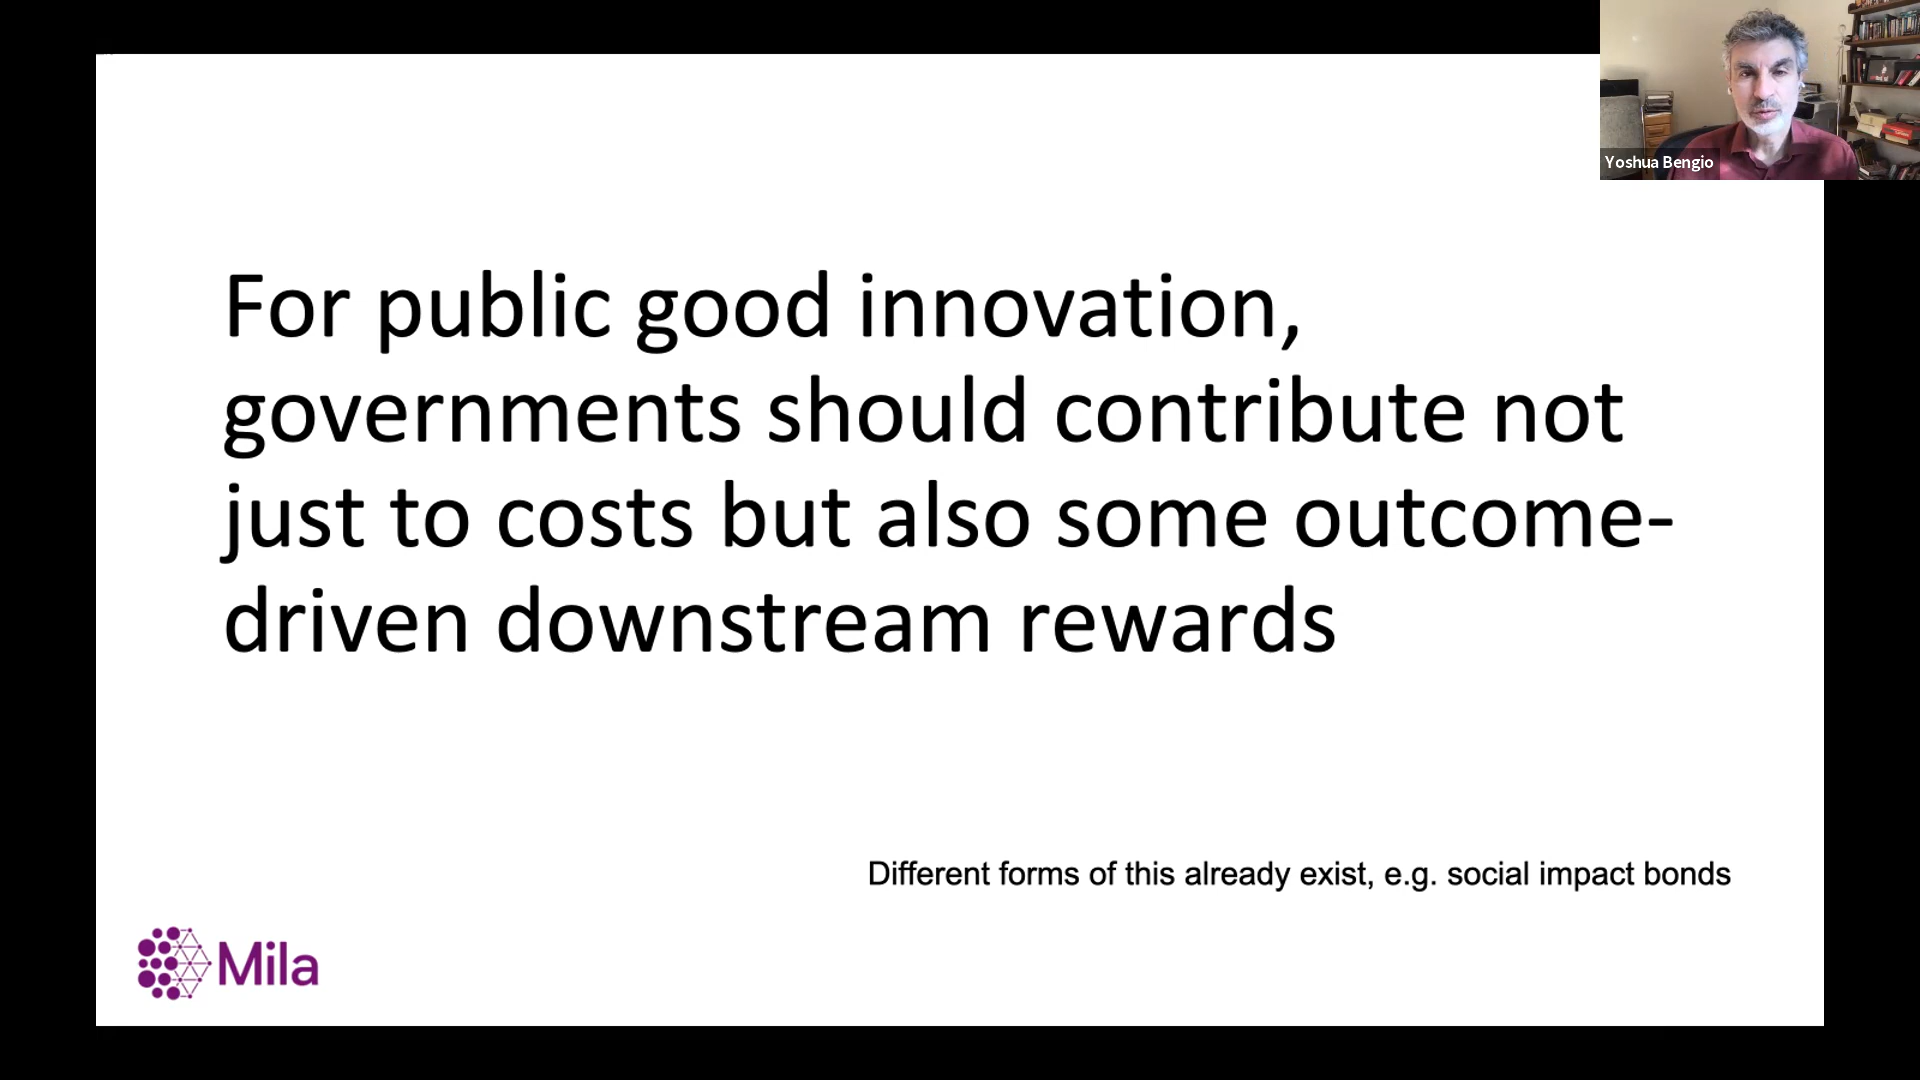 Yoshua Bengio
For public good innovation,
governments should contribute not
just to costs but also some outcome-
driven downstream rewards
Different forms of this already exist, e.g. social impact bonds
Mila